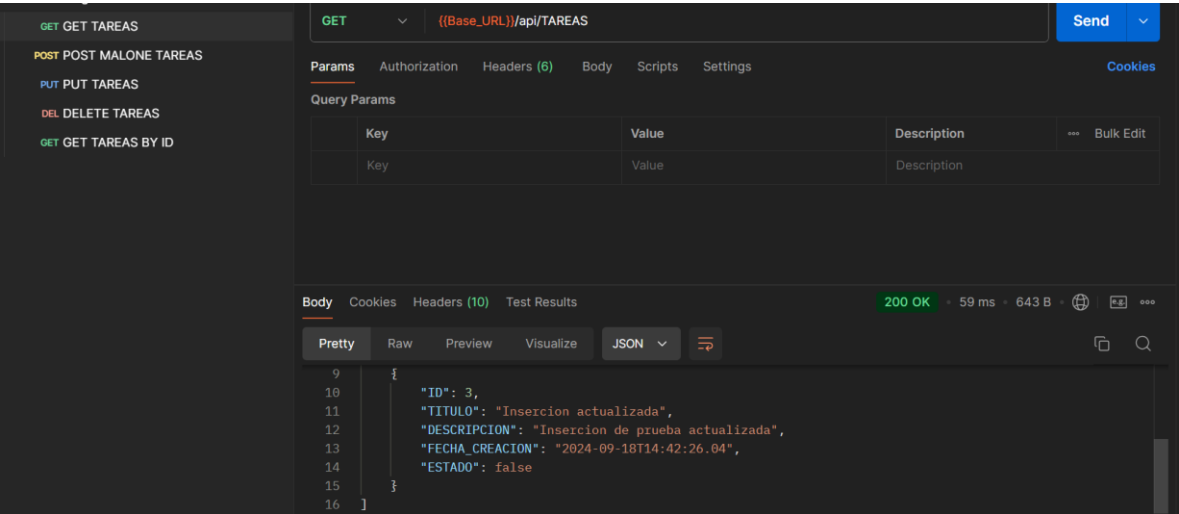 GET GET TAREAS
POST POST MALONE TAREAS
PUT PUT TAREAS
DEL DELETE TAREAS
GET GET TAREAS BY ID
GET {{Base_URL}}/api/TAREAS Send
Params Authorization Headers (6) Body Scripts Settings Cookies
Query Params
Key Value Description Bulk Edit
Key Value Description
Body Cookies Headers (10) Test Results 200 OK 59 ms 643 B e.g.
Pretty Raw Preview Visualize JSON
9 {
10 "ID": 3,
11 "TITULO": "Insercion actualizada",
12 "DESCRIPCION": "Insercion de prueba actualizada",
13 "FECHA_CREACION": "2024-09-18T14:42:26.04",
14 "ESTADO": false
15 }
16 ]